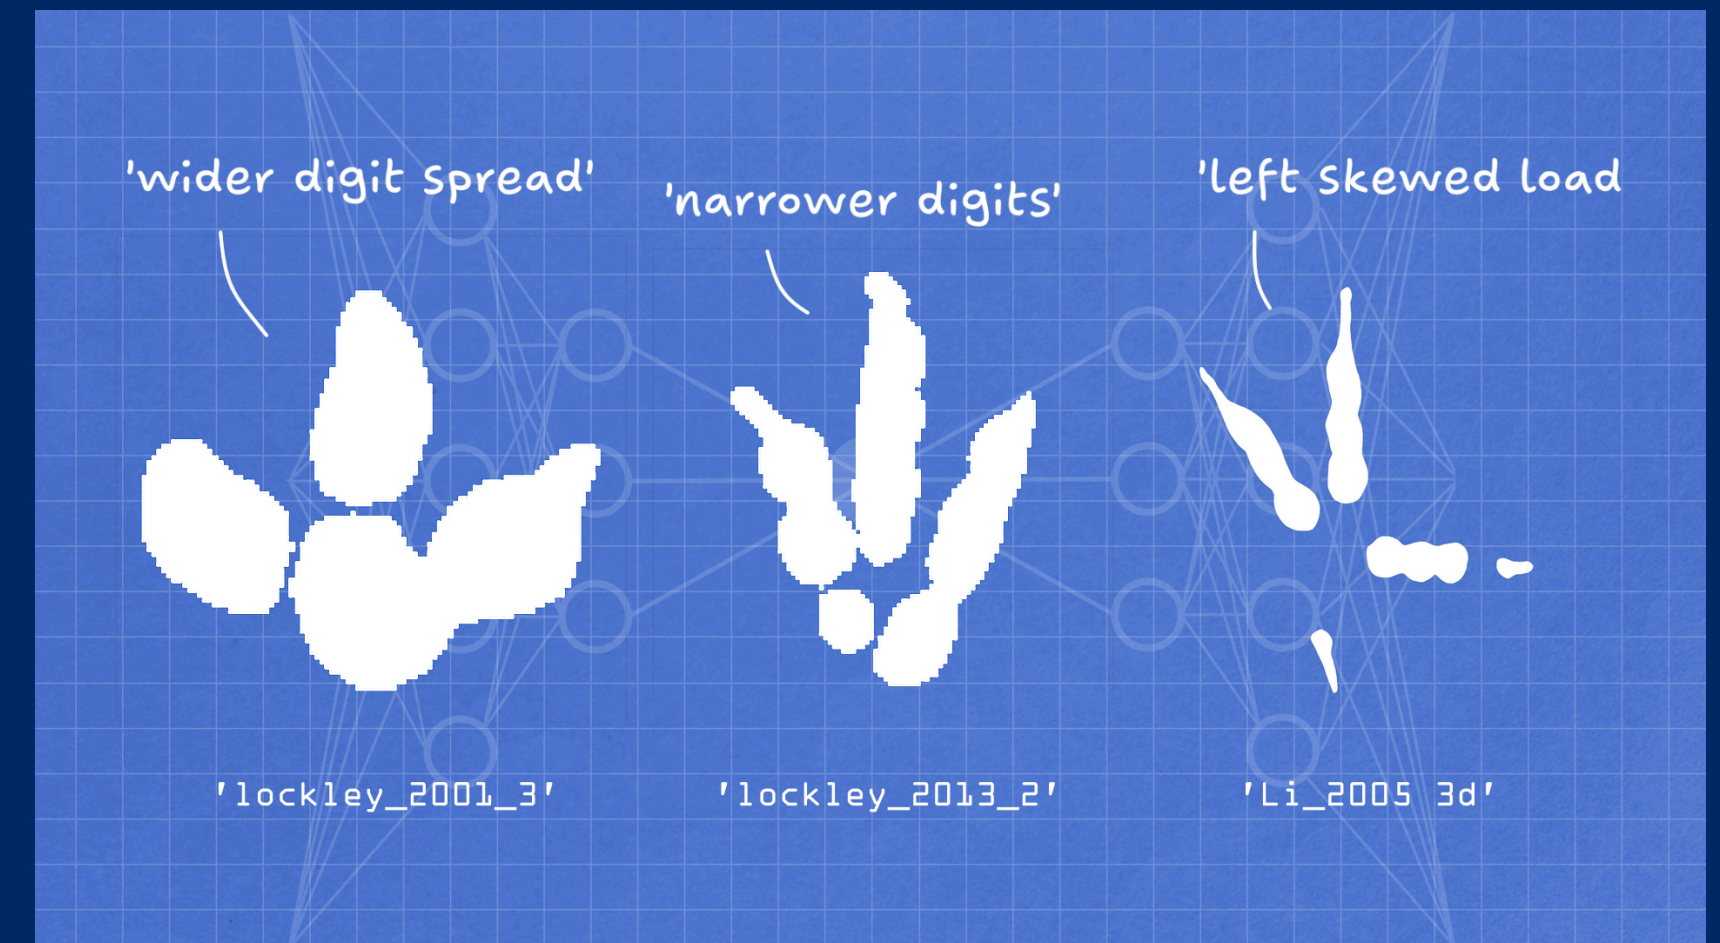 'wider digit spread'
'narrower digits'
'left skewed load
'lockley_2001_3'
'lockley_2013_2'
'Li_2005 3d'